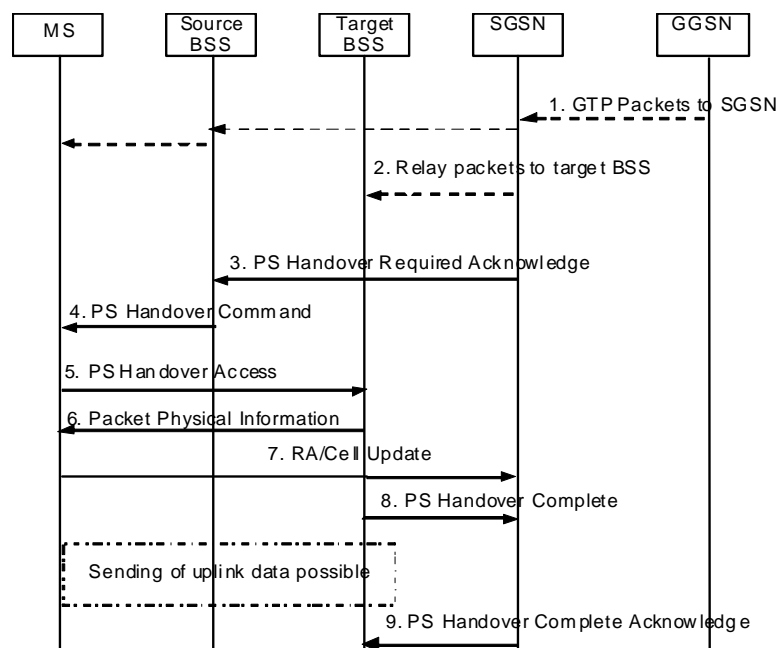 MS
Source
BSS
Target
BSS
SGSN
GGSN
1. GTP Packets to SGSN
2. Relay packets to target BSS
3. PS Handover Required Acknowledge
4. PS Handover Command
5. PS Handover Access
6. Packet Physical Information
7. RA/Cell Update
8. PS Handover Complete
Sending of uplink data possible
9. PS Handover Complete Acknowledge